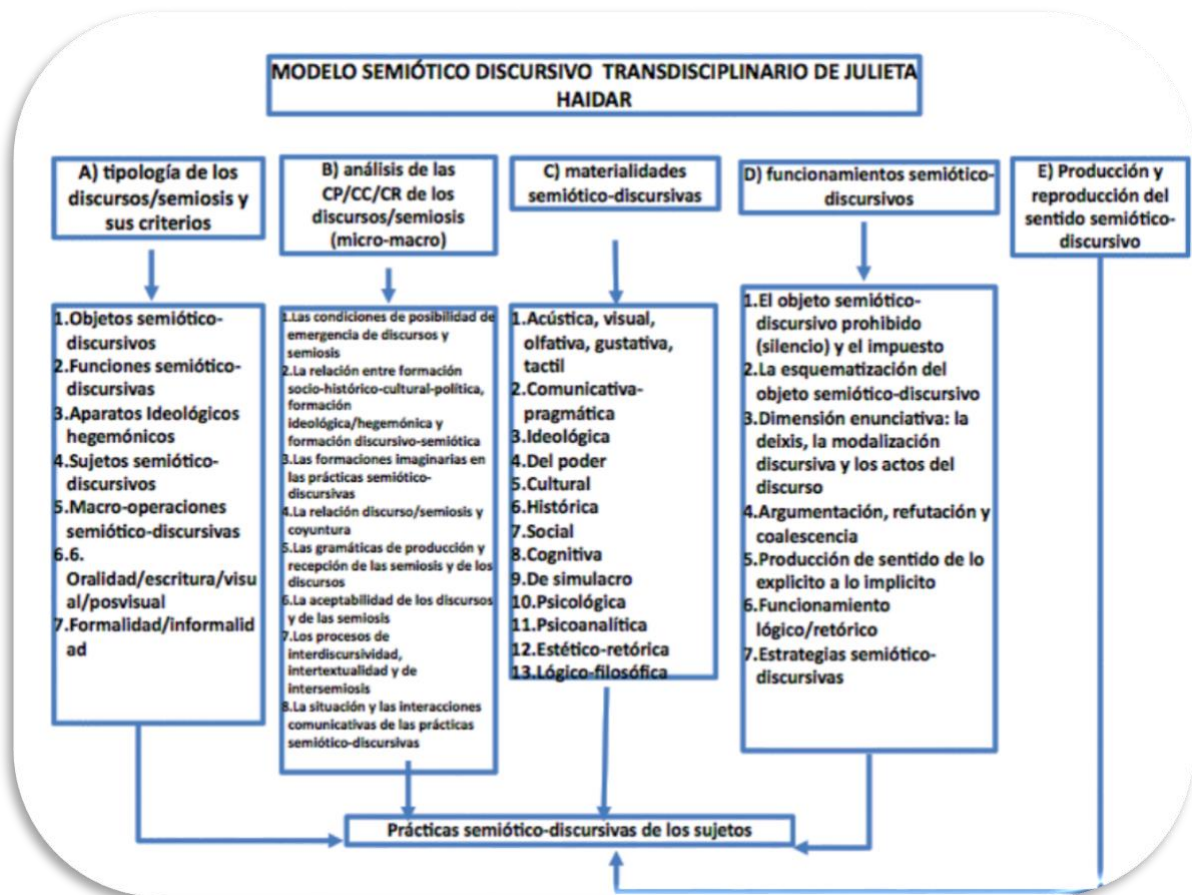 MODELO SEMIÓTICO DISCURSIVO TRANSDISCIPLINARIO DE JULIETA
HAIDAR
A) tipología de los
discursos/semiosis y
sus criterios
B) análisis de las
CP/CC/CR de los
discursos/semiosis
(micro-macro)
C) materialidades
semiótico-discursivas
D) funcionamientos semiótico-
discursivos
E) Producción y
reproducción del
sentido semiótico-
discursivo
1.Objetos semiótico-
discursivos
2.Funciones semiótico-
discursivas
3.Aparatos Ideológicos
hegemónicos
4.Sujetos semiótico-
discursivos
5.Macro-operaciones
semiótico-discursivas
6.6.
Oralidad/escritura/visu
al/posvisual
7.Formalidad/informalid
ad
1.Las condiciones de posibilidad de
emergencia de discursos y
semiosis
2.La relación entre formación
socio-histórico-cultural-política,
formación
ideológica/hegemónica y
formación discursivo-semiótica
3.Las formaciones imaginarias en
las prácticas semiótico-
discursivas
4.La relación discurso/semiosis y
coyuntura
5.Las gramáticas de producción y
recepción de las semiosis y de los
discursos
6.La aceptabilidad de los discursos
y de las semiosis
7.Los procesos de
interdiscursividad,
intertextualidad y de
intersemiosis
8.La situación y las interacciones
comunicativas de las prácticas
semiótico-discursivas
1.Acústica, visual,
olfativa, gustativa,
tactil
2.Comunicativa-
pragmática
3.Ideológica
4.Del poder
5.Cultural
6.Histórica
7.Social
8.Cognitiva
9.De simulacro
10.Psicológica
11.Psicoanalítica
12.Estético-retórica
13.Lógico-filosófica
1.El objeto semiótico-
discursivo prohibido
(silencio) y el impuesto
2.La esquematización del
objeto semiótico-discursivo
3.Dimensión enunciativa: la
deixis, la modalización
discursiva y los actos del
discurso
4.Argumentación, refutación y
coalescencia
5.Producción de sentido de lo
explicito a lo implicito
6.Funcionamiento
lógico/retórico
7.Estrategias semiótico-
discursivas
Prácticas semiótico-discursivas de los sujetos